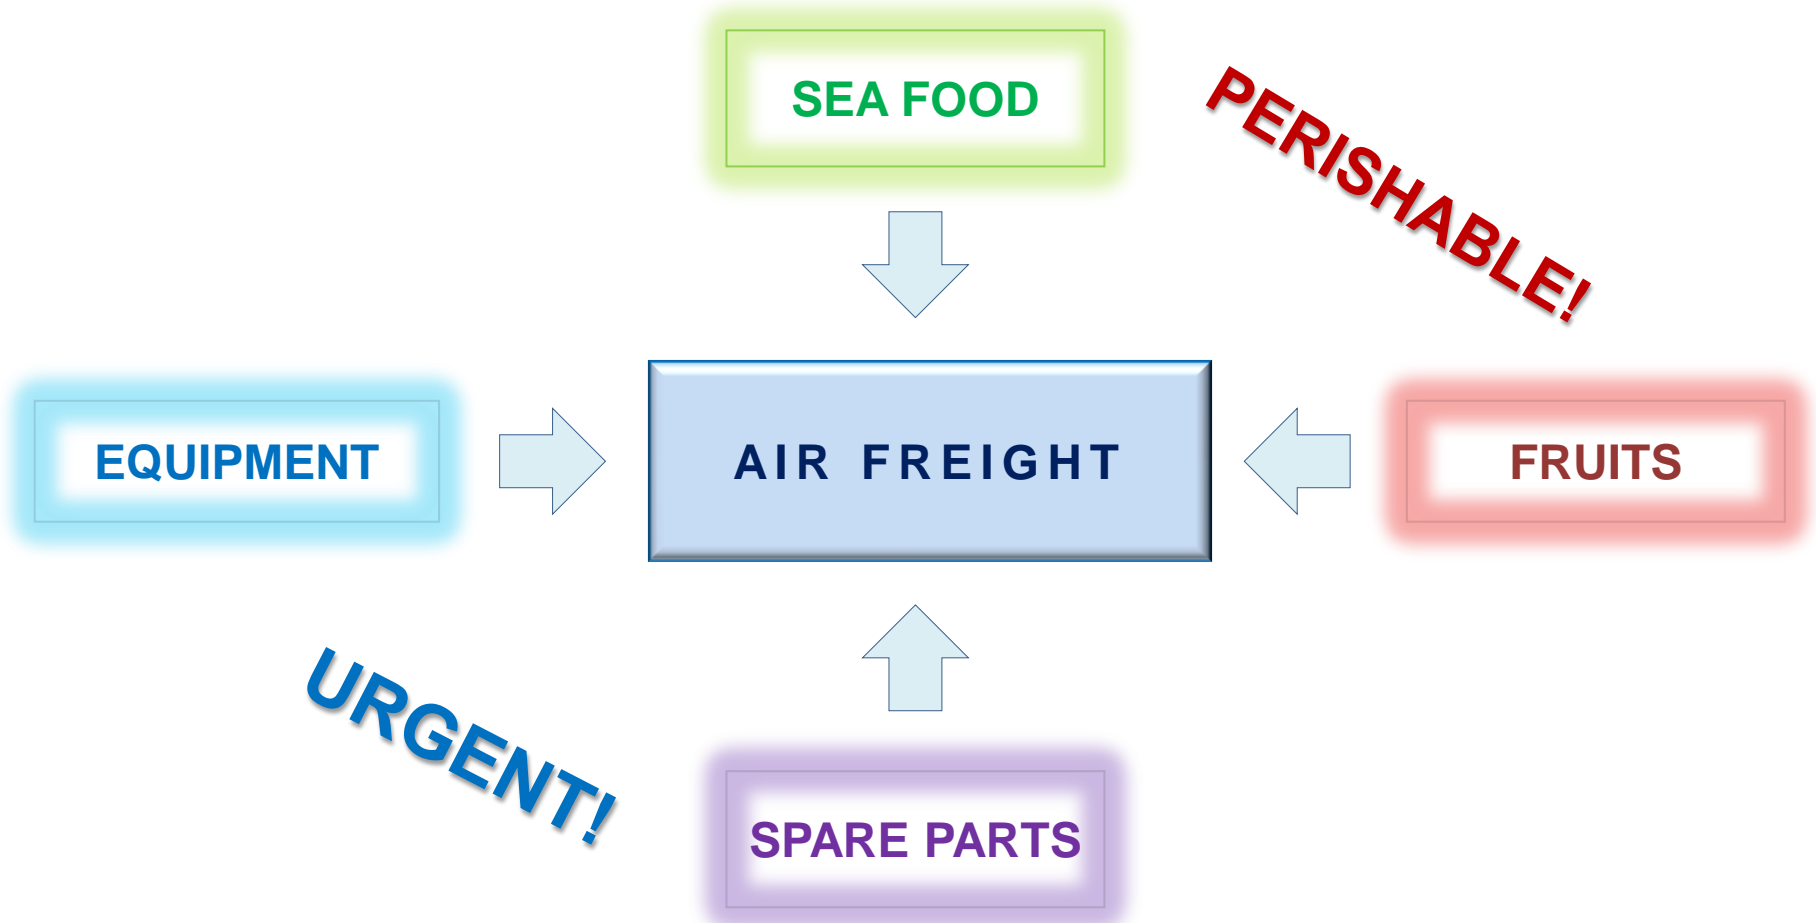 SEA FOOD
PERISHABLE!
EQUIPMENT
AIR FREIGHT
FRUITS
URGENT!
SPARE PARTS